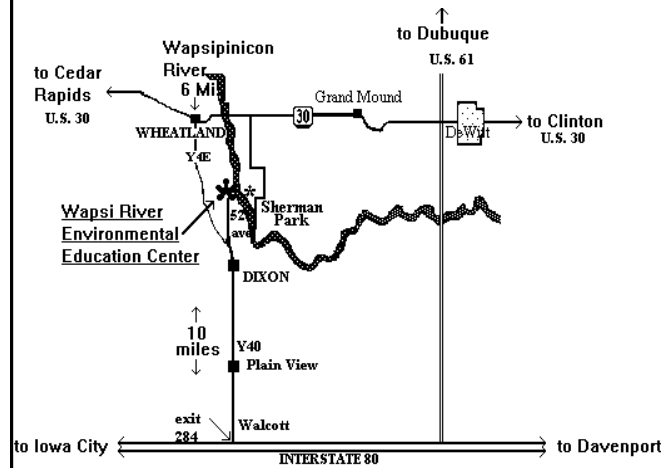 to Dubuque
U.S. 61
Wapsipinicon
River
6 Mi
to Cedar
Rapids
U.S. 30
Grand Mound
30
DeWitt
to Clinton
U.S. 30
WHEATLAND
Y4E
Sherman
Park
52
ave
Wapsi River
Environmental
Education Center
DIXON
10
miles
Y40
Plain View
exit
284
Walcott
to Iowa City
INTERSTATE 80
to Davenport